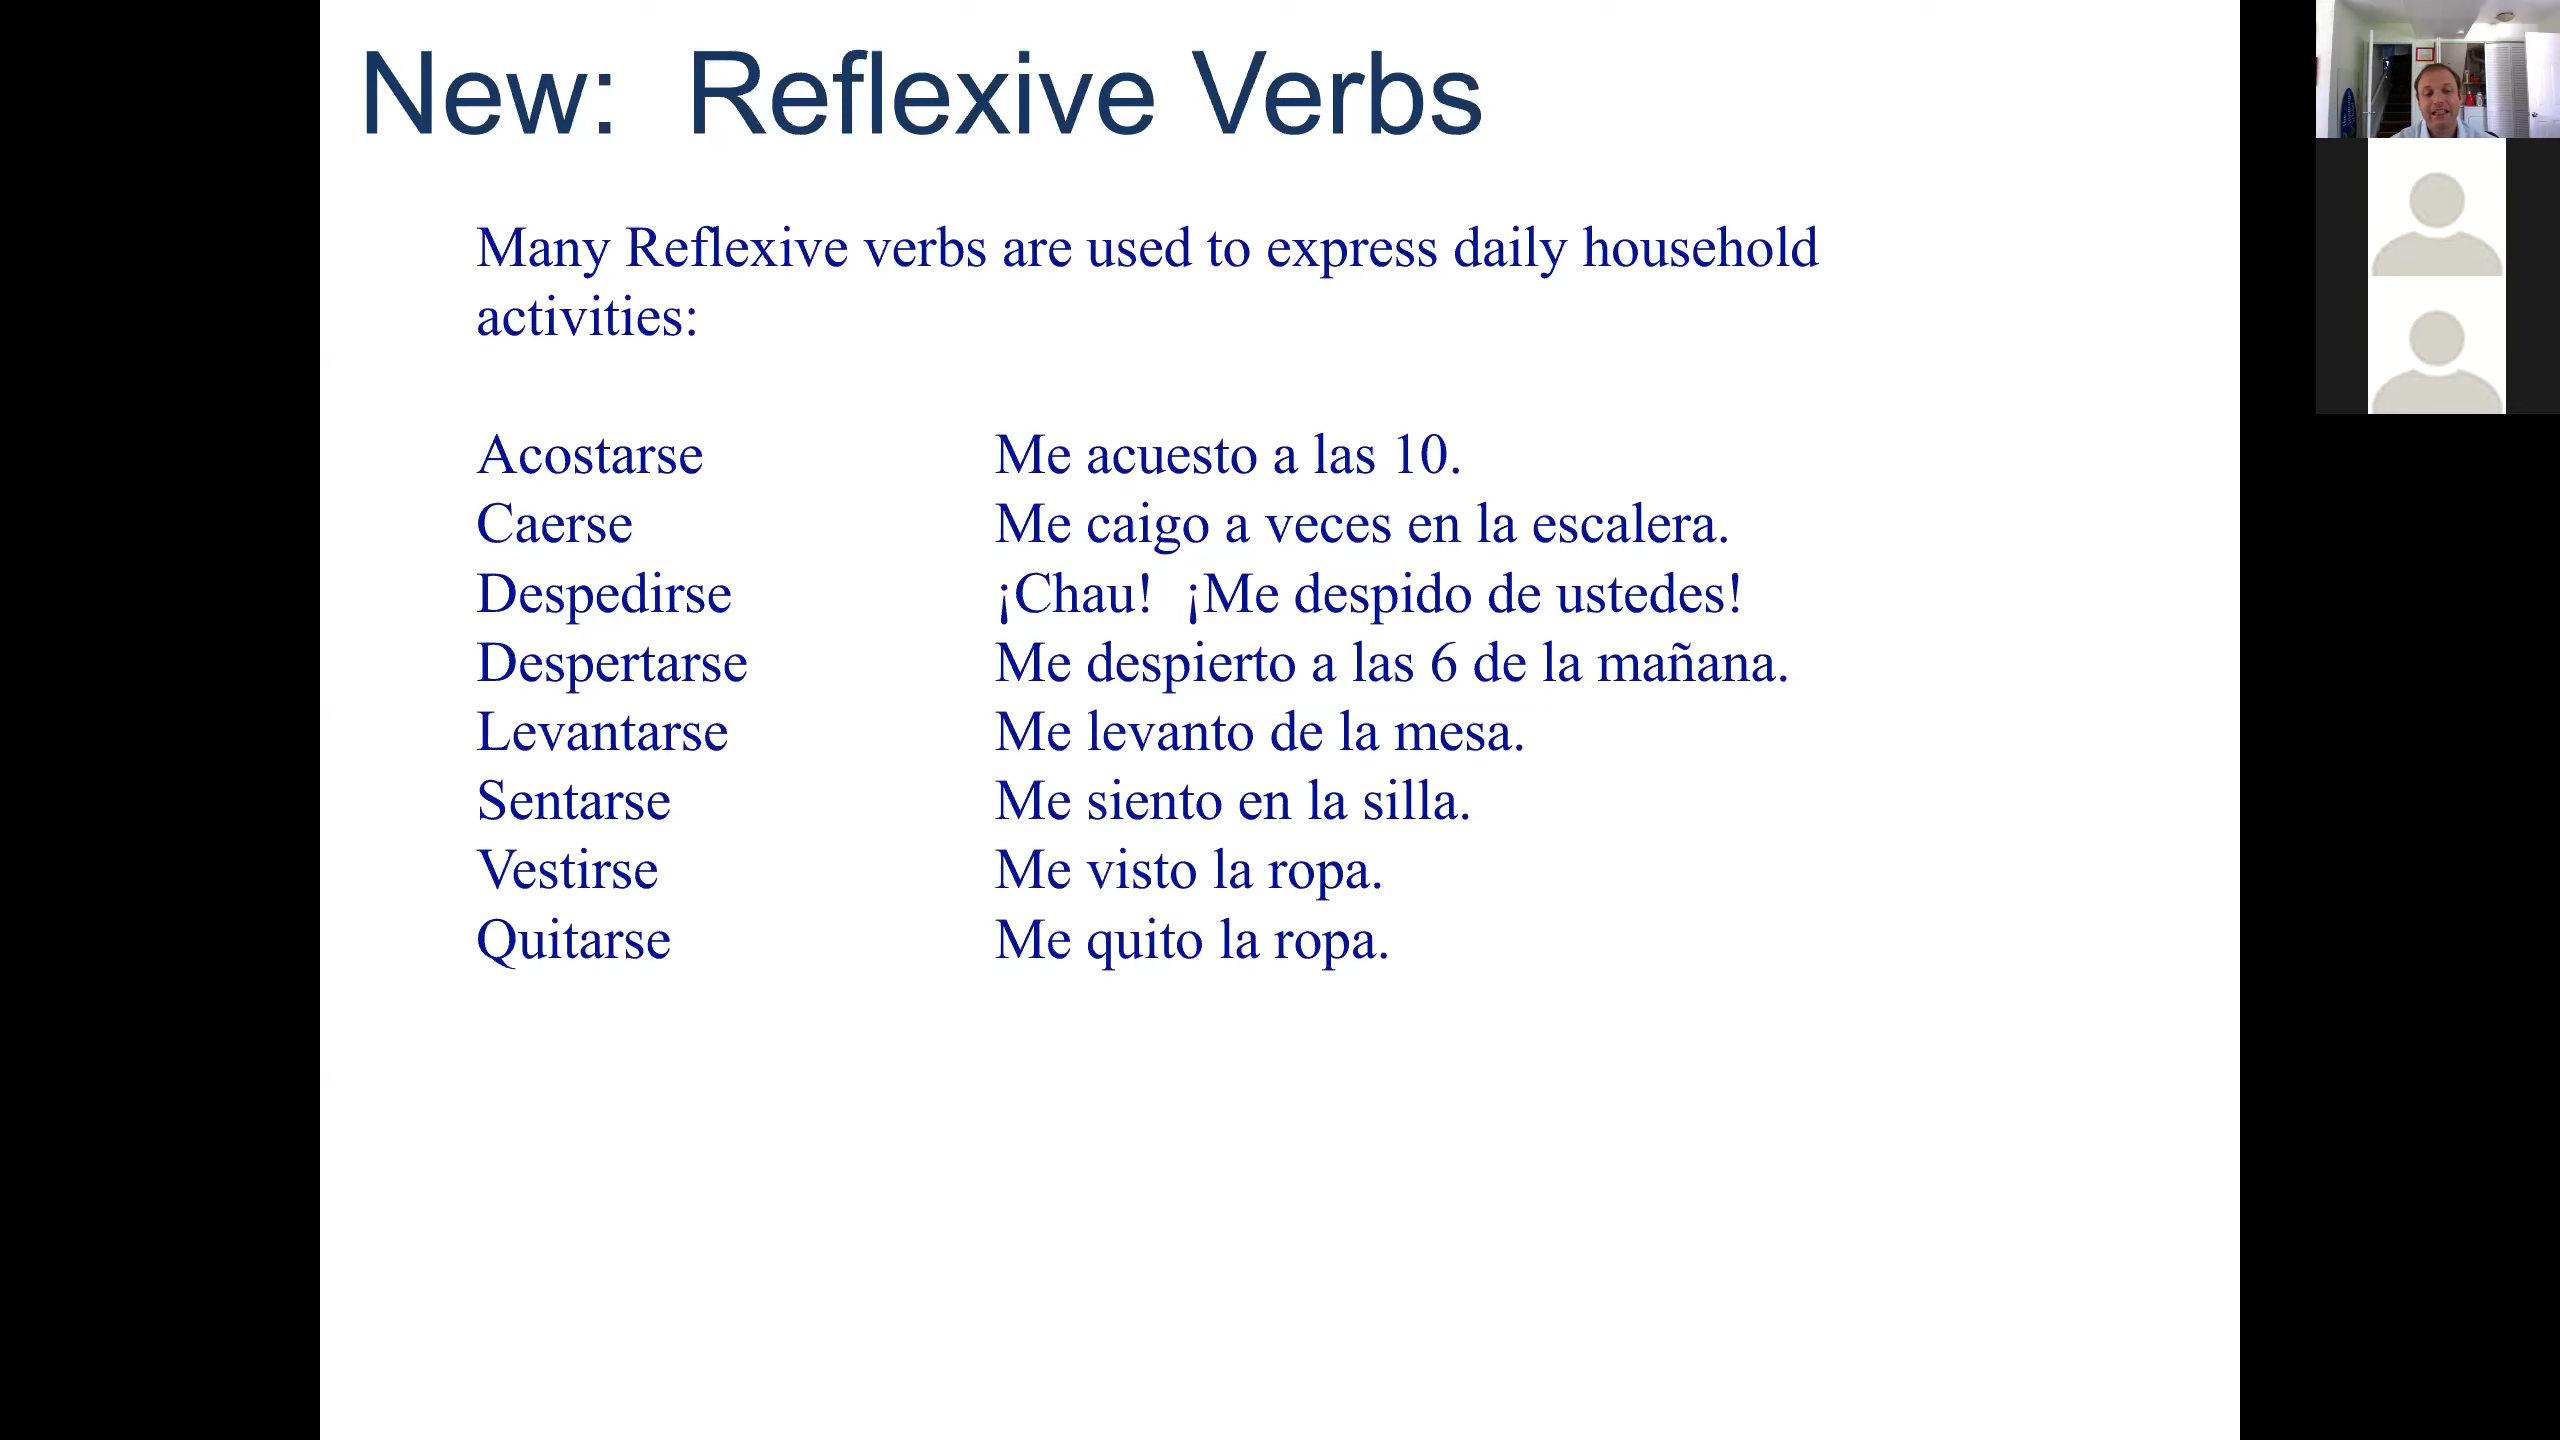 New: Reflexive Verbs
Many Reflexive verbs are used to express daily household
activities:
Acostarse Me acuesto a las 10.
Caerse Me caigo a veces en la escalera.
Despedirse ¡Chau! ¡Me despido de ustedes!
Despertarse Me despierto a las 6 de la mañana.
Levantarse Me levanto de la mesa.
Sentarse Me siento en la silla.
Vestirse Me visto la ropa.
Quitarse Me quito la ropa.